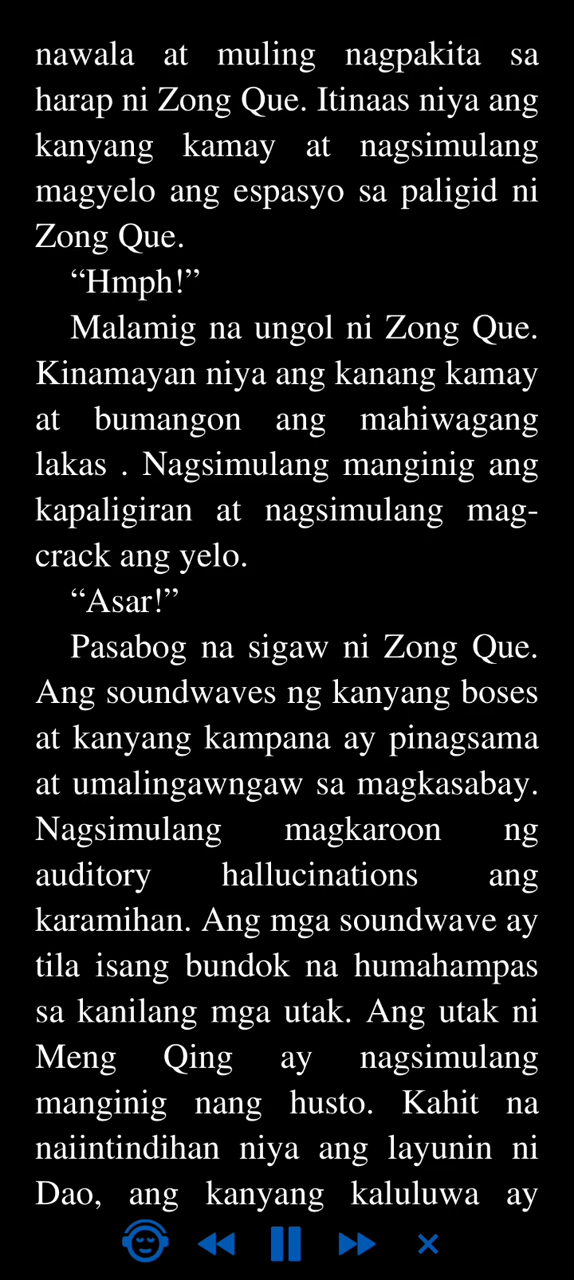 nawala at muling nagpakita sa
harap ni Zong Que. Itinaas niya ang
kanyang kamay at nagsimulang
magyelo ang espasyo sa paligid ni
Zong Que.
“Hmph!”
Malamig na ungol ni Zong Que.
Kinamayan niya ang kanang kamay
at bumangon ang mahiwagang
lakas . Nagsimulang manginig ang
kapaligiran at nagsimulang mag-
crack ang yelo.
“Asar!”
Pasabog na sigaw ni Zong Que.
Ang soundwaves ng kanyang boses
at kanyang kampana ay pinagsama
at umalingawngaw sa magkasabay.
Nagsimulang magkaroon ng
auditory hallucinations ang
karamihan. Ang mga soundwave ay
tila isang bundok na humahampas
sa kanilang mga utak. Ang utak ni
Meng Qing ay nagsimulang
manginig nang husto. Kahit na
naiintindihan niya ang layunin ni
Dao, ang kanyang kaluluwa ay